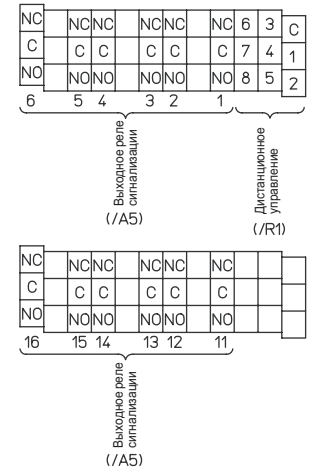 NC NC NC NC NC NC 6 3 C
C C C C C C 7 4 1
NO NO NO NO NO NO 8 5 2
6 5 4 3 2 1
Выходное реле
сигнализации
(/A5)
Дистанционное
управление
(/R1)
NC NC NC NC NC NC
C C C C C C
NO NO NO NO NO NO
16 15 14 13 12 11
Выходное реле
сигнализации
(/A5)